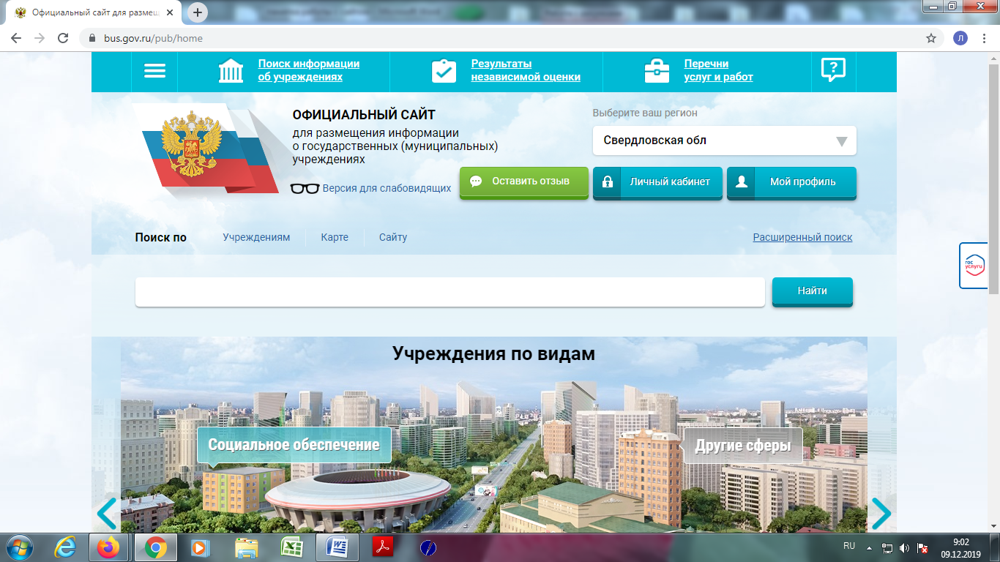 Официальный сайт для размещ
bus.gov.ru/pub/home
Л
Поиск информации
об учреждениях
Результаты
независимой оценки
Перечни
услуг и работ
?
ОФИЦИАЛЬНЫЙ САЙТ
для размещения информации
о государственных (муниципальных)
учреждениях
Версия для слабовидящих
Выберите ваш регион
Свердловская обл
Оставить отзыв
Личный кабинет
Мой профиль
Поиск по
Учреждениям
Карте
Сайту
Расширенный поиск
гос
услуги
Найти
Учреждения по видам
Социальное обеспечение
Другие сферы
RU
9:02
09.12.2019